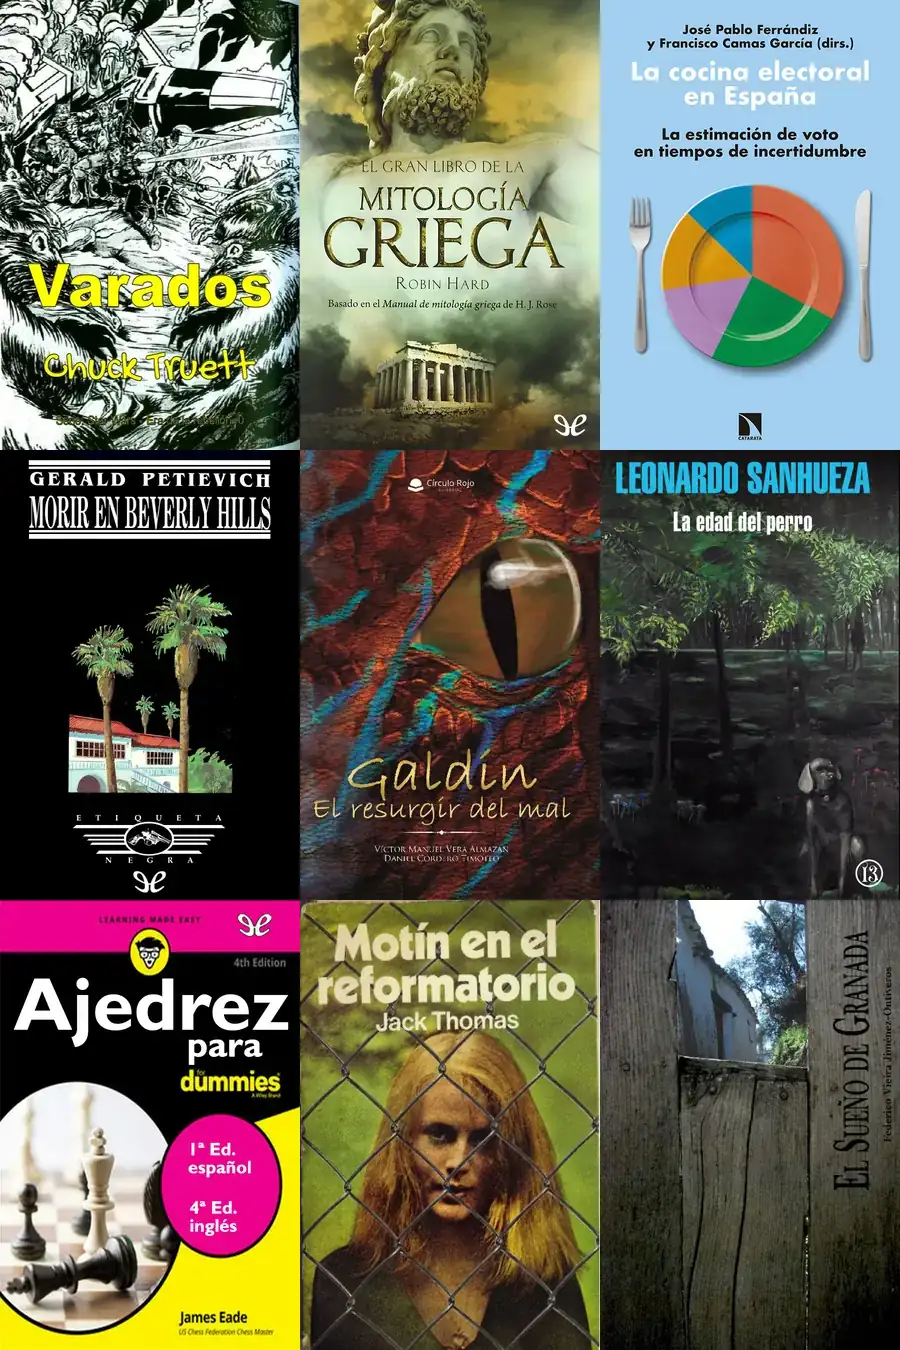 Varados
Chuck Truett
EL GRAN LIBRO DE LA
MITOLOGÍA
GRIEGA
ROBIN HARD
Basado en el Manual de mitología griega de H. J. Rose
José Pablo Ferrándiz
y Francisco Camas García (dirs.)
La cocina electoral
en España
La estimación de voto
en tiempos de incertidumbre
CATARATA
GERALD PETIEVICH
MORIR EN BEVERLY HILLS
ETIQUETA
NEGRA
Círculo Rojo
EDITORIAL
Galdín
El resurgir del mal
VÍCTOR MANUEL VERA ALMAZÁN
DANIEL CORDERO TIMOTEO
LEONARDO SANHUEZA
La edad del perro
13
LEARNING MADE EASY
4th Edition
Ajedrez
para
for
dummies
A Wiley Brand
1ª Ed.
español
4ª Ed.
inglés
James Eade
US Chess Federation Chess Master
Motín en el
reformatorio
Jack Thomas
EL SUEÑO DE GRANADA
Federico Vieira Jiménez-Ontiveros